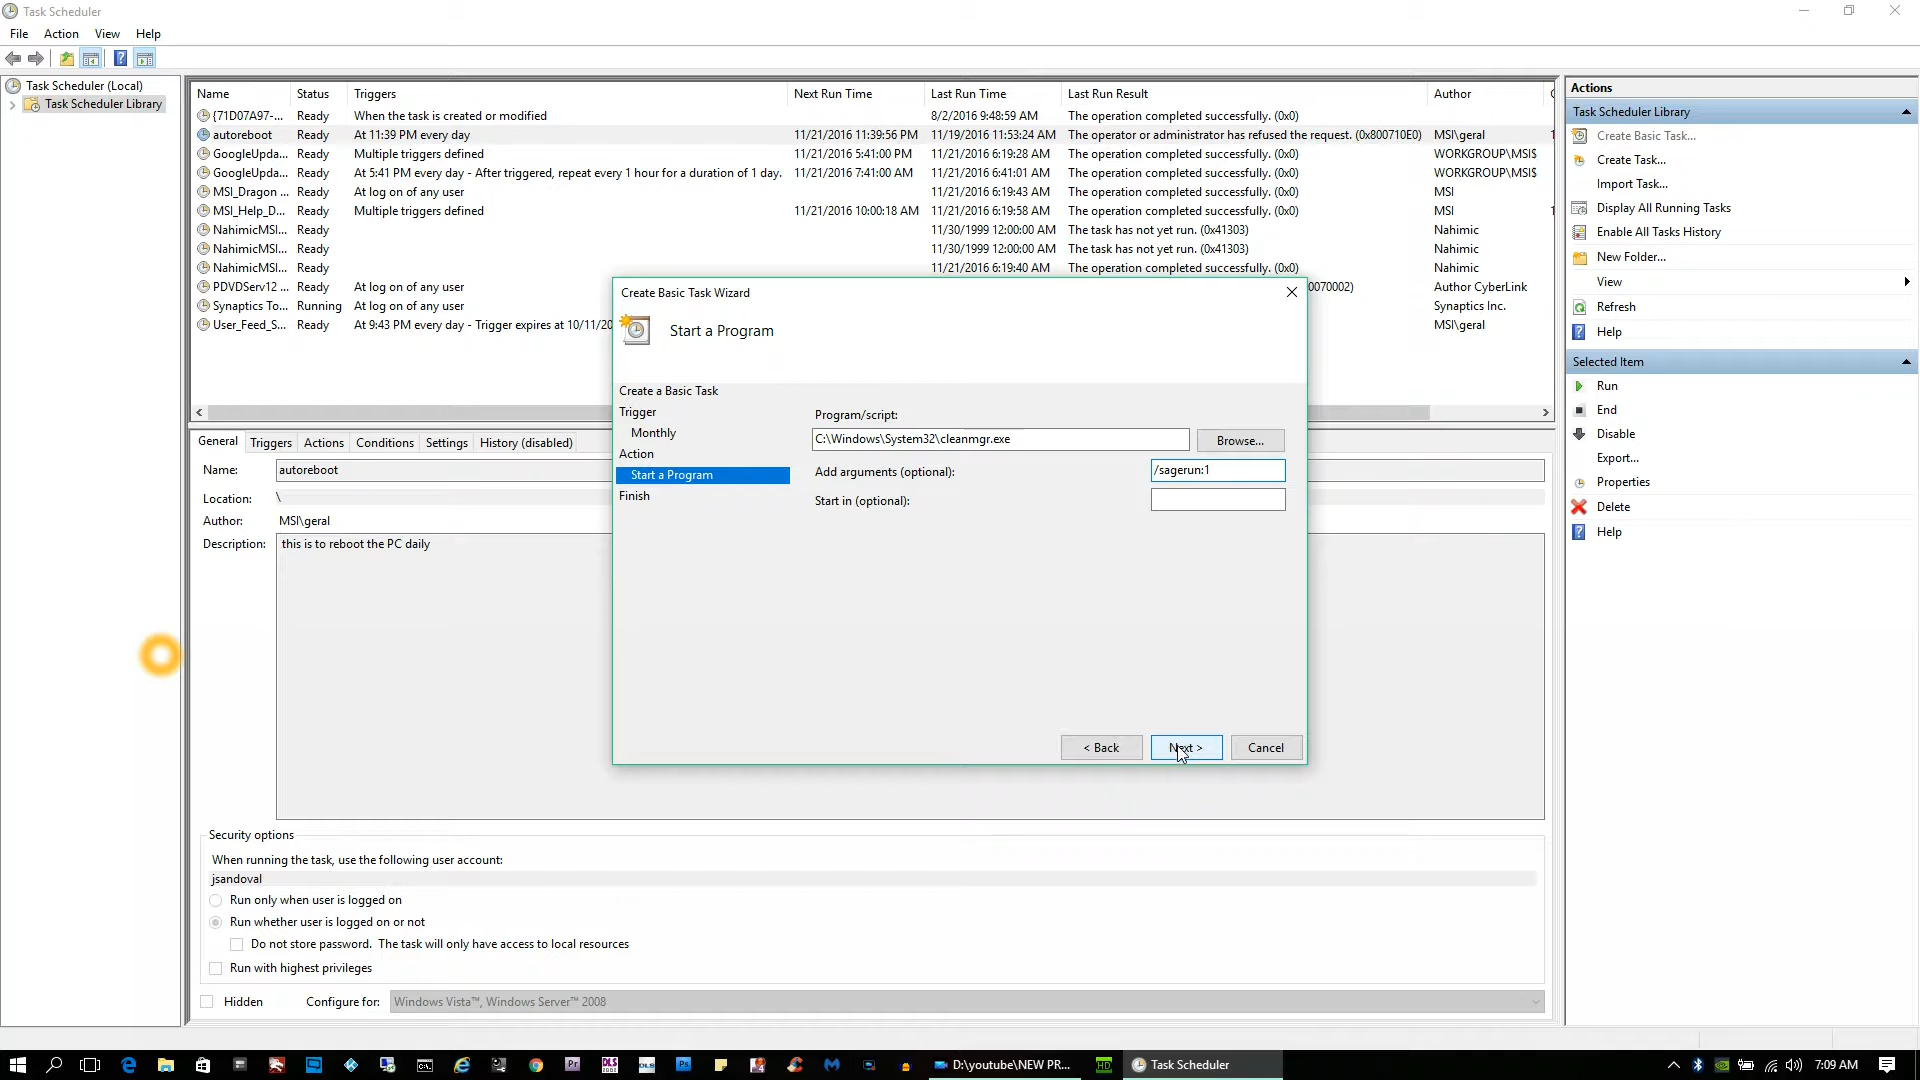 Task Scheduler
File Action View Help
Task Scheduler (Local)
Task Scheduler Library
Name Status Triggers Next Run Time Last Run Time Last Run Result Author
{71D07A97-... Ready When the task is created or modified 8/2/2016 9:48:59 AM The operation completed successfully. (0x0)
autoreboot Ready At 11:39 PM every day 11/21/2016 11:39:56 PM 11/19/2016 11:53:24 AM The operator or administrator has refused the request. (0x800710E0) MSI\geral
GoogleUpda... Ready Multiple triggers defined 11/21/2016 5:41:00 PM 11/21/2016 6:19:28 AM The operation completed successfully. (0x0) WORKGROUP\MSI$
GoogleUpda... Ready At 5:41 PM every day - After triggered, repeat every 1 hour for a duration of 1 day. 11/21/2016 7:41:00 AM 11/21/2016 6:41:01 AM The operation completed successfully. (0x0) WORKGROUP\MSI$
MSI_Dragon ... Ready At log on of any user 11/21/2016 6:19:43 AM The operation completed successfully. (0x0) MSI
MSI_Help_D... Ready Multiple triggers defined 11/21/2016 10:00:18 AM 11/21/2016 6:19:58 AM The operation completed successfully. (0x0) MSI
NahimicMSI... Ready 11/30/1999 12:00:00 AM The task has not yet run. (0x41303) Nahimic
NahimicMSI... Ready 11/30/1999 12:00:00 AM The task has not yet run. (0x41303) Nahimic
NahimicMSI... Ready 11/21/2016 6:19:40 AM The operation completed successfully. (0x0) Nahimic
PDVDServ12 ... Ready At log on of any user 0070002) Author CyberLink
Synaptics To... Running At log on of any user Synaptics Inc.
User_Feed_S... Ready At 9:43 PM every day - Trigger expires at 10/11/20 MSI\geral
General Triggers Actions Conditions Settings History (disabled)
Name: autoreboot
Location: \
Author: MSI\geral
Description: this is to reboot the PC daily
Security options
When running the task, use the following user account:
jsandoval
Run only when user is logged on
Run whether user is logged on or not
Do not store password. The task will only have access to local resources
Run with highest privileges
Hidden Configure for: Windows Vista™, Windows Server™ 2008
Create Basic Task Wizard
Start a Program
Create a Basic Task
Trigger
Monthly
Action
Start a Program
Finish
Program/script:
C:\Windows\System32\cleanmgr.exe Browse...
Add arguments (optional): /sagerun:1
Start in (optional):
< Back Next > Cancel
Actions
Task Scheduler Library
Create Basic Task...
Create Task...
Import Task...
Display All Running Tasks
Enable All Tasks History
New Folder...
View
Refresh
Help
Selected Item
Run
End
Disable
Export...
Properties
Delete
Help
D:\youtube\NEW PR... Task Scheduler 7:09 AM